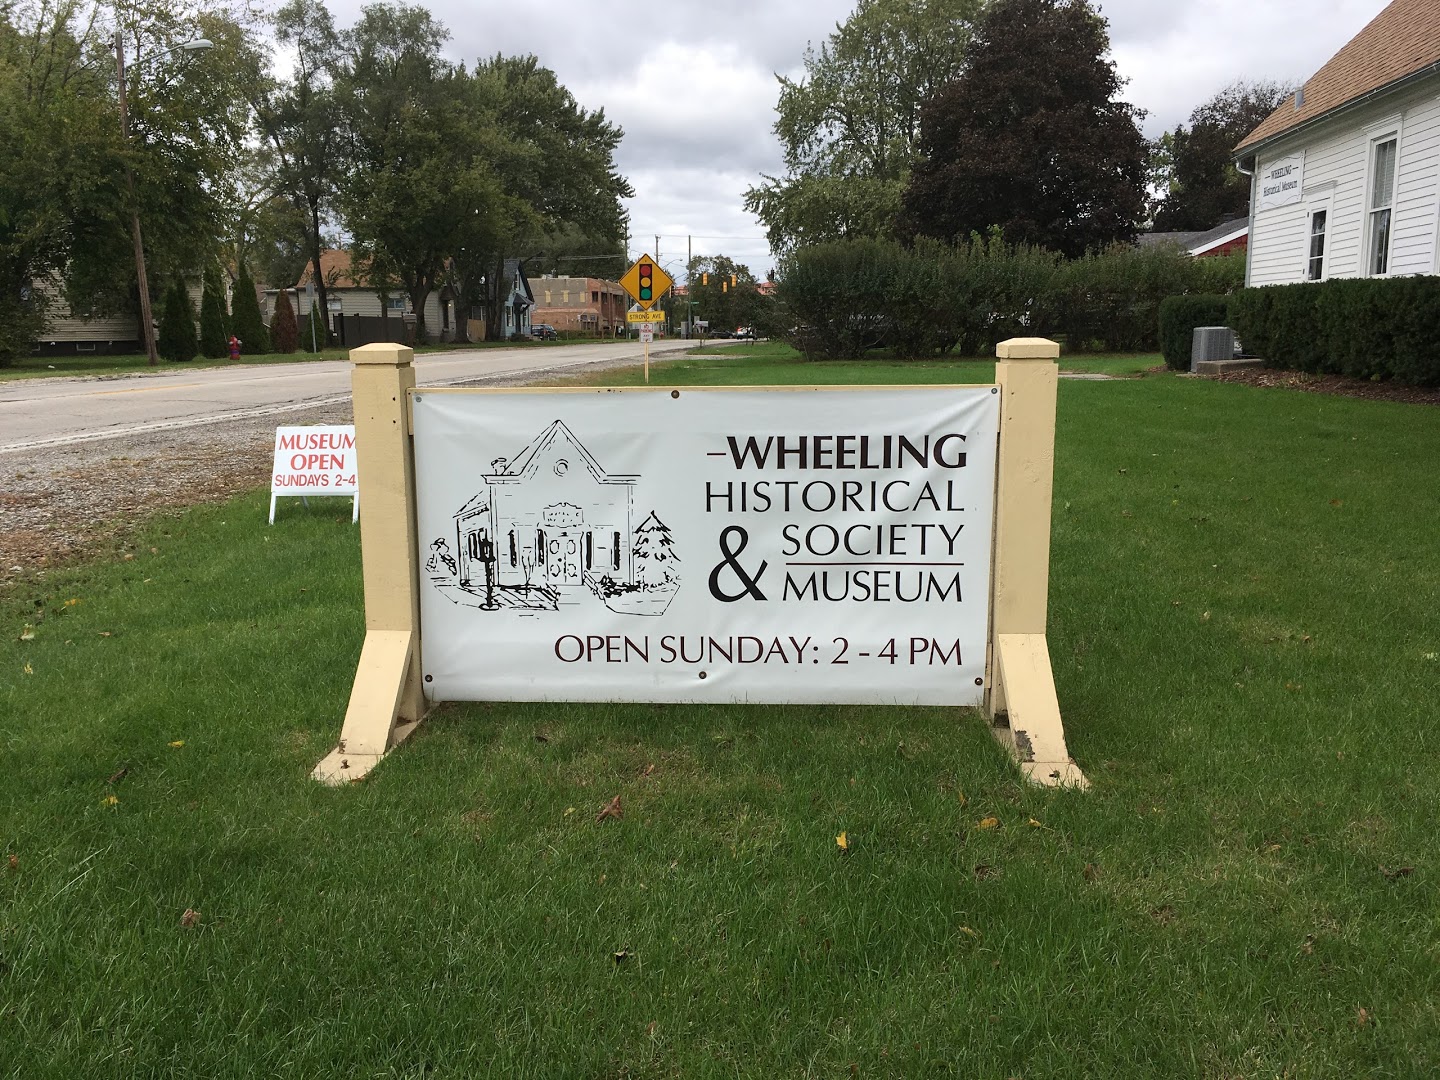 –WHEELING
HISTORICAL
& SOCIETY
MUSEUM
OPEN SUNDAY: 2 - 4 PM
MUSEUM
OPEN
SUNDAYS 2-4
STRONG AVE
— WHEELING
Historical Museum